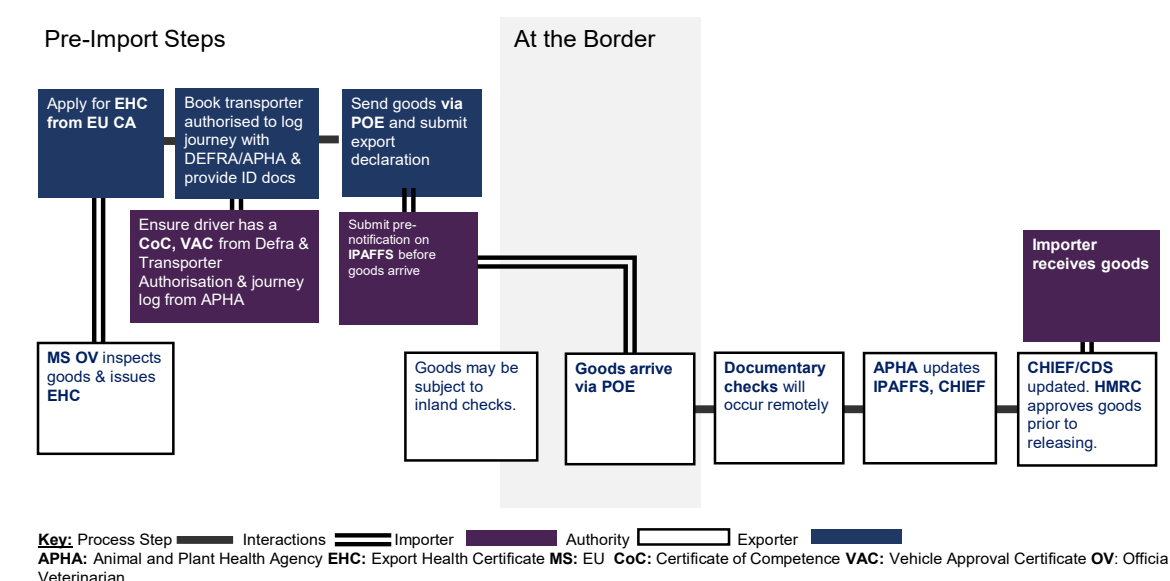 Pre-Import Steps
At the Border
Apply for EHC
from EU CA
Book transporter
authorised to log
journey with
DEFRA/APHA &
provide ID docs
Send goods via
POE and submit
export
declaration
Ensure driver has a
CoC, VAC from Defra &
Transporter
Authorisation & journey
log from APHA
Submit pre-
notification on
IPAFFS before
goods arrive
Importer
receives goods
MS OV inspects
goods & issues
EHC
Goods may be
subject to
inland checks.
Goods arrive
via POE
Documentary
checks will
occur remotely
APHA updates
IPAFFS, CHIEF
CHIEF/CDS
updated. HMRC
approves goods
prior to
releasing.
Key: Process Step Interactions Importer Authority Exporter
APHA: Animal and Plant Health Agency EHC: Export Health Certificate MS: EU CoC: Certificate of Competence VAC: Vehicle Approval Certificate OV: Officia
Veterinarian